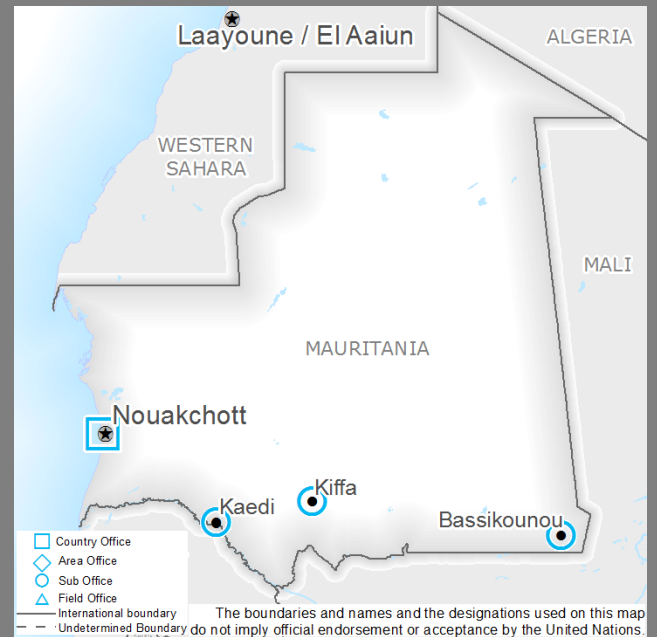 Laayoune / El Aaiun
ALGERIA
WESTERN
SAHARA
MALI
MAURITANIA
Nouakchott
Kiffa
Kaedi
Bassikounou
Country Office
Area Office
Sub Office
Field Office
International boundary
Undetermined Boundary
The boundaries and names and the designations used on this map
do not imply official endorsement or acceptance by the United Nations.